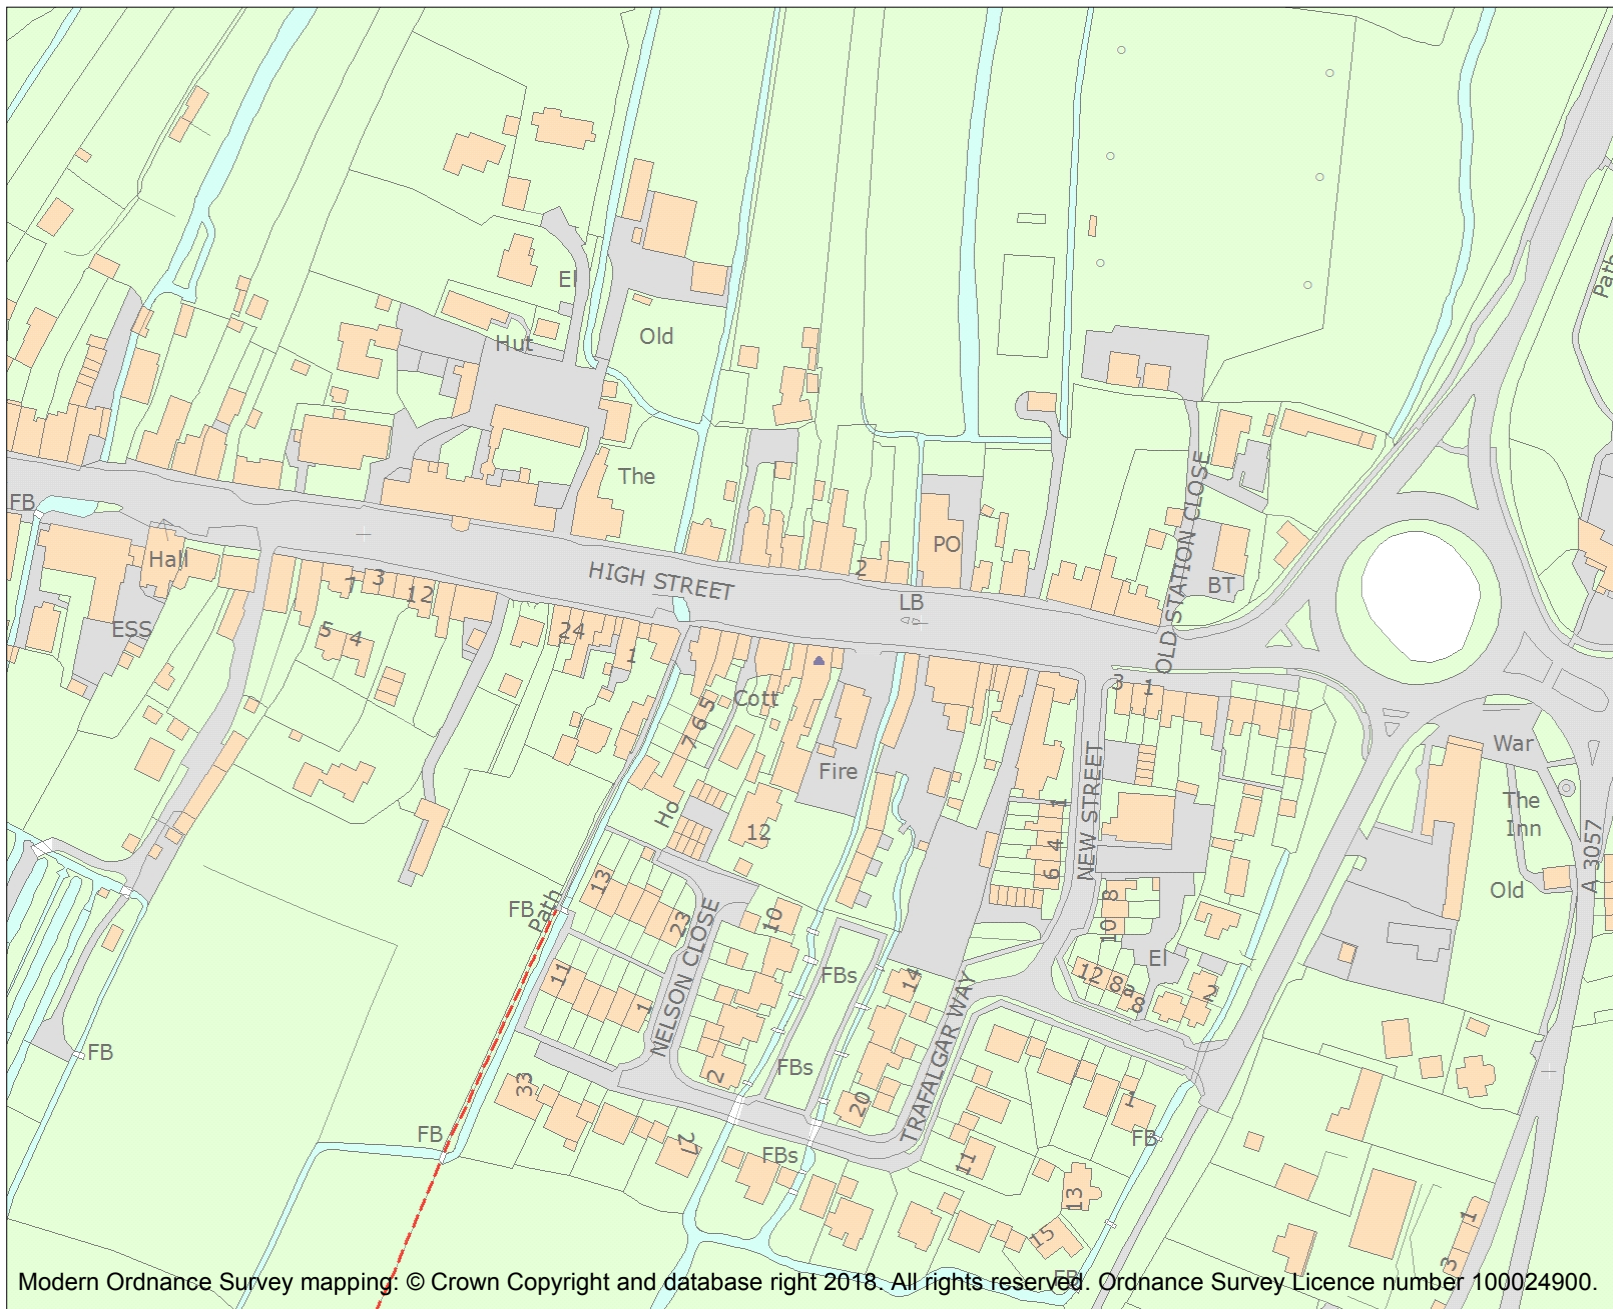 Path
El
Old
Hut
The
FB
PO
HIGH STREET
2
LB
OLD STATION CLOSE
BT
Hall
7
3
12
ESS
5
4
24
1
3
1
Cott
5
6
7
War
Fire
NEW STREET
1
The
Inn
A 3057
Ho
12
4
6
Old
13
8
FB
Path
23
10
10
NELSON CLOSE
El
FBs
14
11
12
8a
8
2
1
TRAFALGAR WAY
FB
FBs
2
33
20
1
FB
FB
27
FBs
11
13
15
1
3
FB
Modern Ordnance Survey mapping: © Crown Copyright and database right 2018. All rights reserved. Ordnance Survey Licence number 100024900.